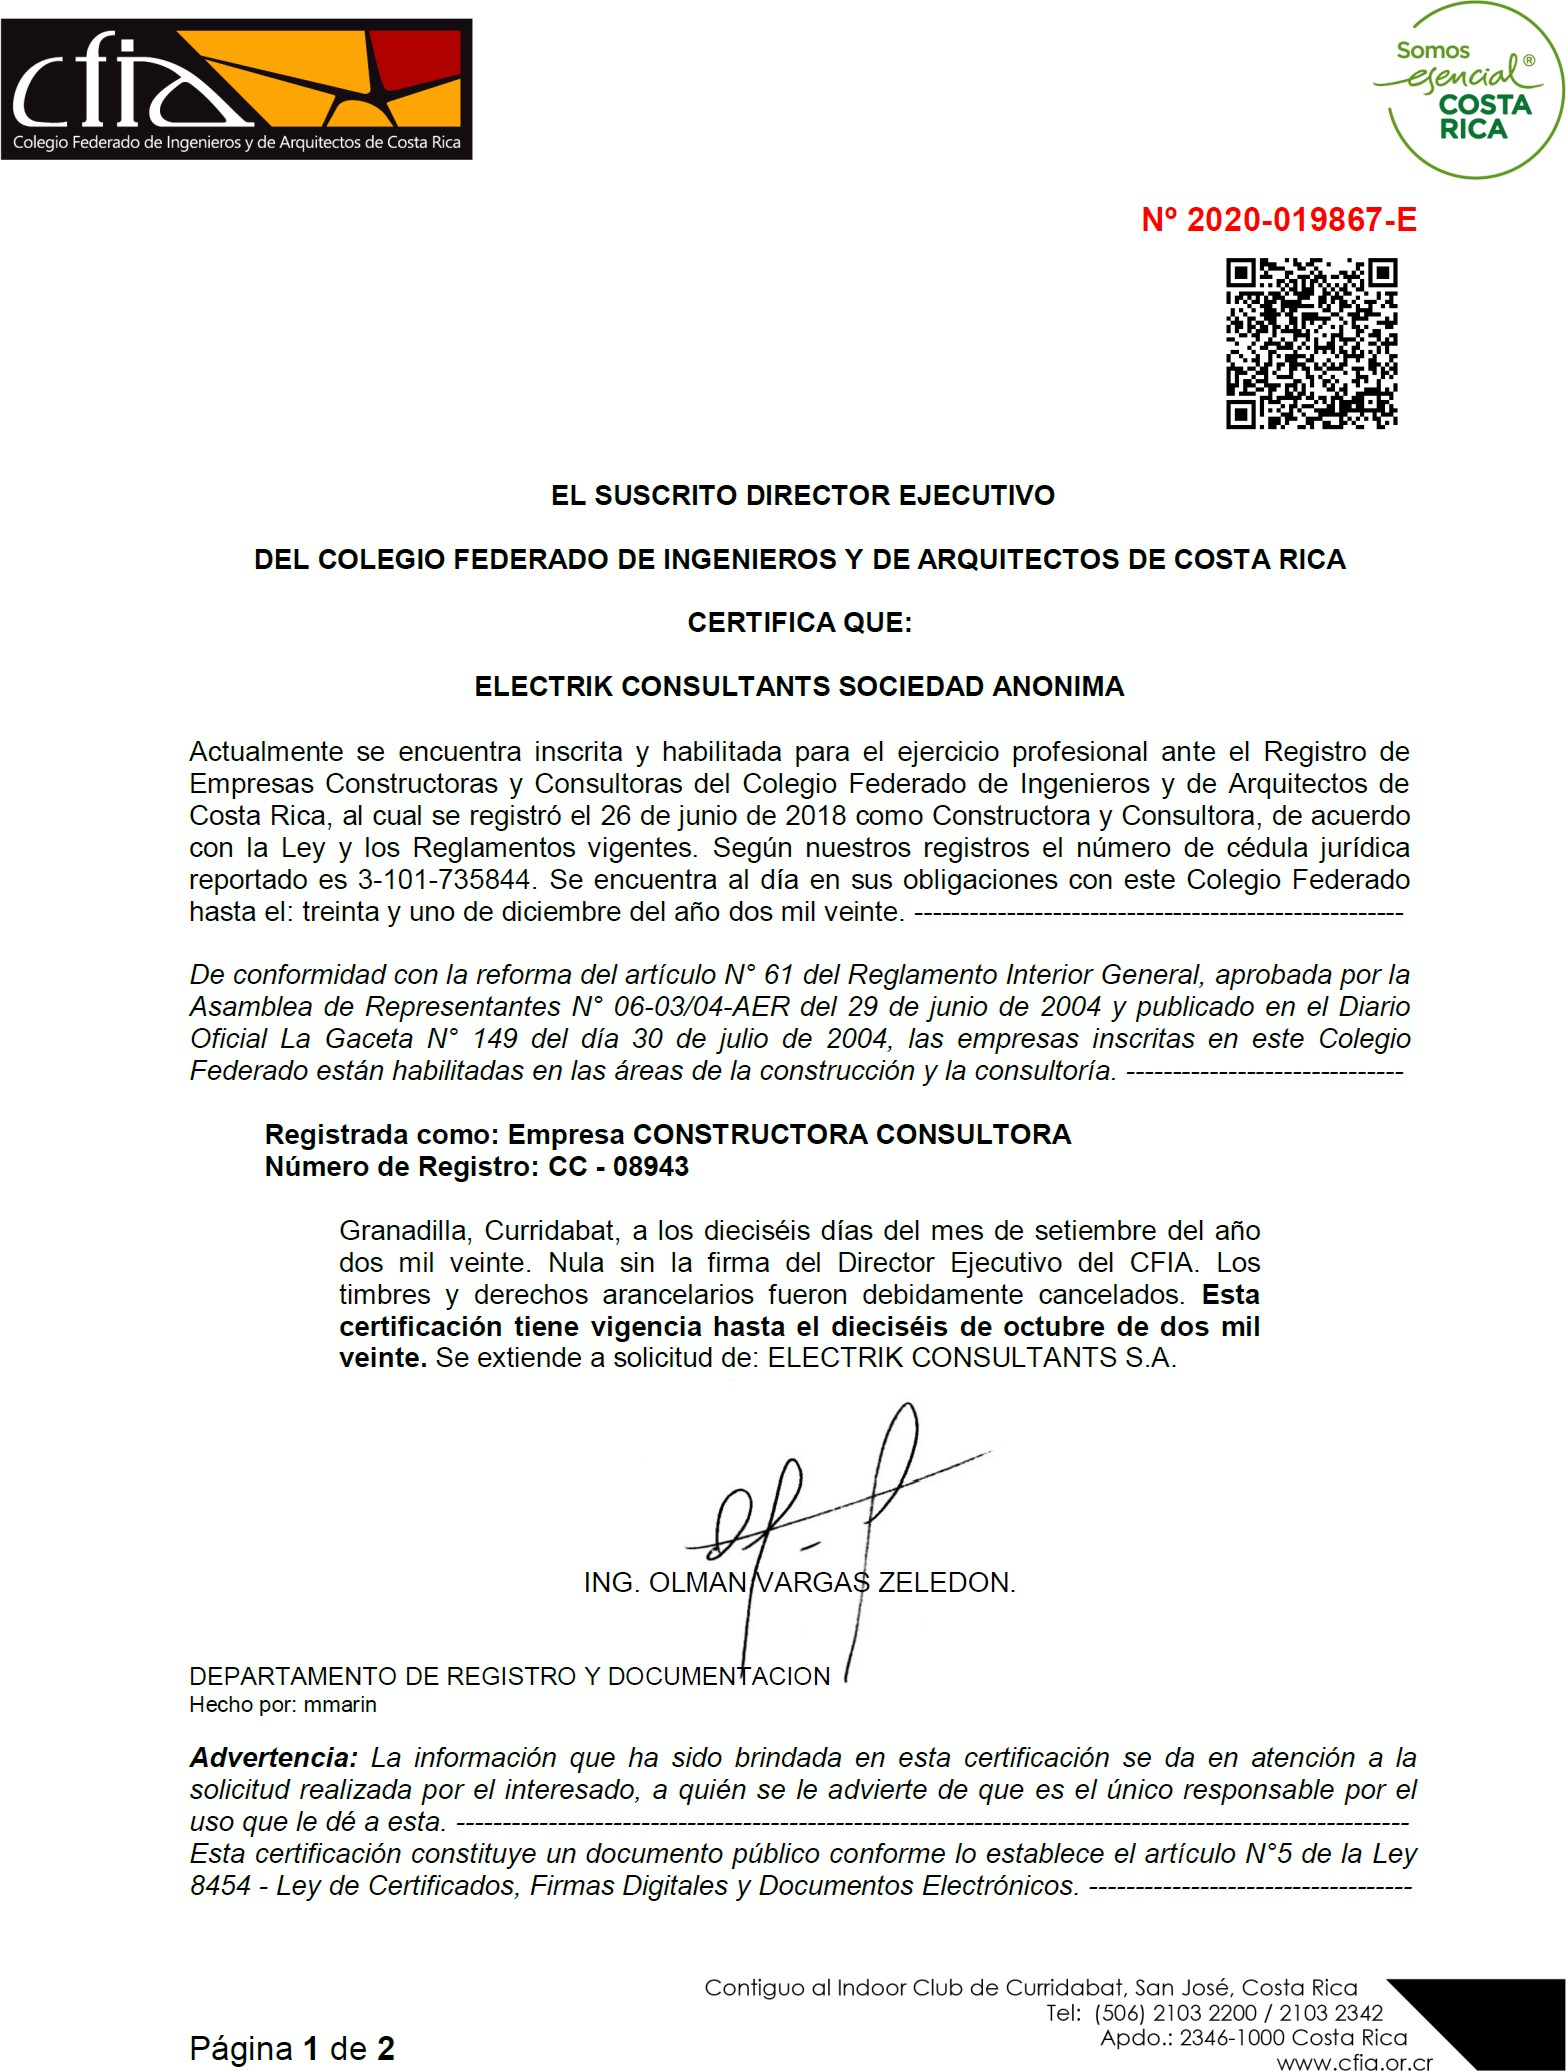 cfia
Colegio Federado de Ingenieros y de Arquitectos de Costa Rica
Somos
esencial®
COSTA
RICA
Nº 2020-019867-E
EL SUSCRITO DIRECTOR EJECUTIVO
DEL COLEGIO FEDERADO DE INGENIEROS Y DE ARQUITECTOS DE COSTA RICA
CERTIFICA QUE:
ELECTRIK CONSULTANTS SOCIEDAD ANONIMA
Actualmente se encuentra inscrita y habilitada para el ejercicio profesional ante el Registro de
Empresas Constructoras y Consultoras del Colegio Federado de Ingenieros y de Arquitectos de
Costa Rica, al cual se registró el 26 de junio de 2018 como Constructora y Consultora, de acuerdo
con la Ley y los Reglamentos vigentes. Según nuestros registros el número de cédula jurídica
reportado es 3-101-735844. Se encuentra al día en sus obligaciones con este Colegio Federado
hasta el: treinta y uno de diciembre del año dos mil veinte. -----------------------------------------------------
De conformidad con la reforma del artículo N° 61 del Reglamento Interior General, aprobada por la
Asamblea de Representantes N° 06-03/04-AER del 29 de junio de 2004 y publicado en el Diario
Oficial La Gaceta N° 149 del día 30 de julio de 2004, las empresas inscritas en este Colegio
Federado están habilitadas en las áreas de la construcción y la consultoría. ------------------------------
Registrada como: Empresa CONSTRUCTORA CONSULTORA
Número de Registro: CC - 08943
Granadilla, Curridabat, a los dieciséis días del mes de setiembre del año
dos mil veinte. Nula sin la firma del Director Ejecutivo del CFIA. Los
timbres y derechos arancelarios fueron debidamente cancelados. Esta
certificación tiene vigencia hasta el dieciséis de octubre de dos mil
veinte. Se extiende a solicitud de: ELECTRIK CONSULTANTS S.A.
ING. OLMAN VARGAS ZELEDON.
DEPARTAMENTO DE REGISTRO Y DOCUMENTACION
Hecho por: mmarin
Advertencia: La información que ha sido brindada en esta certificación se da en atención a la
solicitud realizada por el interesado, a quién se le advierte de que es el único responsable por el
uso que le dé a esta. -------------------------------------------------------------------------------------------------------
Esta certificación constituye un documento público conforme lo establece el artículo N°5 de la Ley
8454 - Ley de Certificados, Firmas Digitales y Documentos Electrónicos. -----------------------------------
Contiguo al Indoor Club de Curridabat, San José, Costa Rica
Tel: (506) 2103 2200 / 2103 2342
Apdo.: 2346-1000 Costa Rica
www.cfia.or.cr
Página 1 de 2